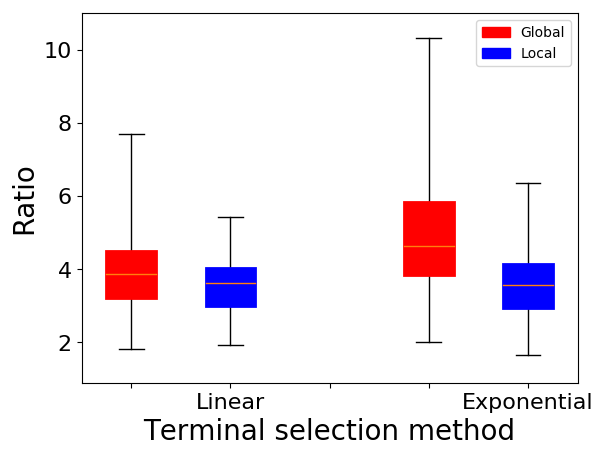 Global
Local
10
8
6
4
2
Ratio
Linear
Exponential
Terminal selection method